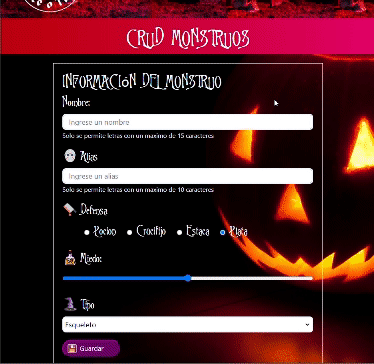 CRUD MONSTRUOS
INFORMACIóN DEL MONSTRUO
Nombre:
Ingrese un nombre
Solo se permite letras con un maximo de 15 caracteres
Alias
Ingrese un alias
Solo se permite letras con un maximo de 10 caracteres
Defensa
Pocion Crucifijo Estaca Plata
Miedo:
Tipo
Esqueleto
Guardar